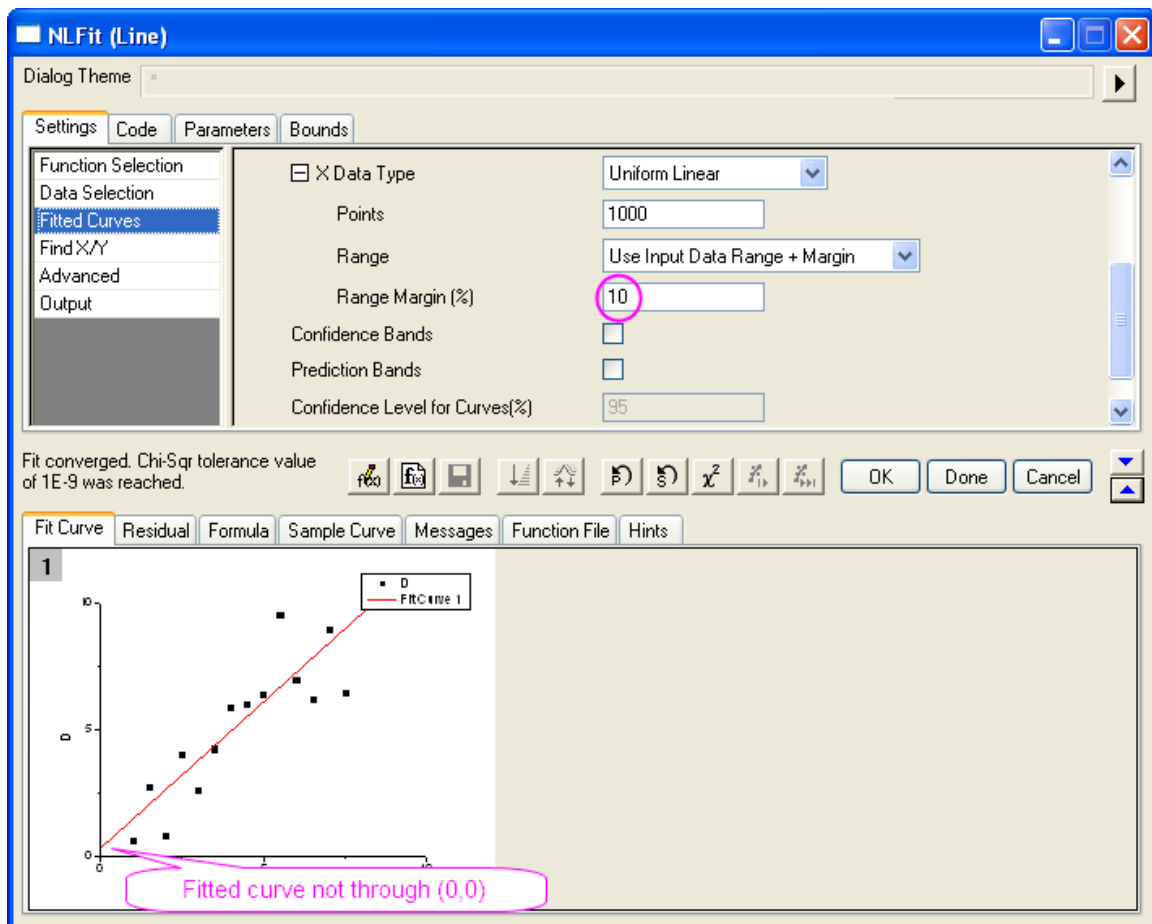 NLFit (Line)
Dialog Theme
Settings Code Parameters Bounds
Function Selection
Data Selection
Fitted Curves
Find X/Y
Advanced
Output
X Data Type Uniform Linear
Points 1000
Range Use Input Data Range + Margin
Range Margin (%) 10
Confidence Bands
Prediction Bands
Confidence Level for Curves(%) 95
Fit converged. Chi-Sqr tolerance value
of 1E-9 was reached.
OK Done Cancel
Fit Curve Residual Formula Sample Curve Messages Function File Hints
1
D
FitCurve 1
10
5
D
0
0
Fitted curve not through (0,0)